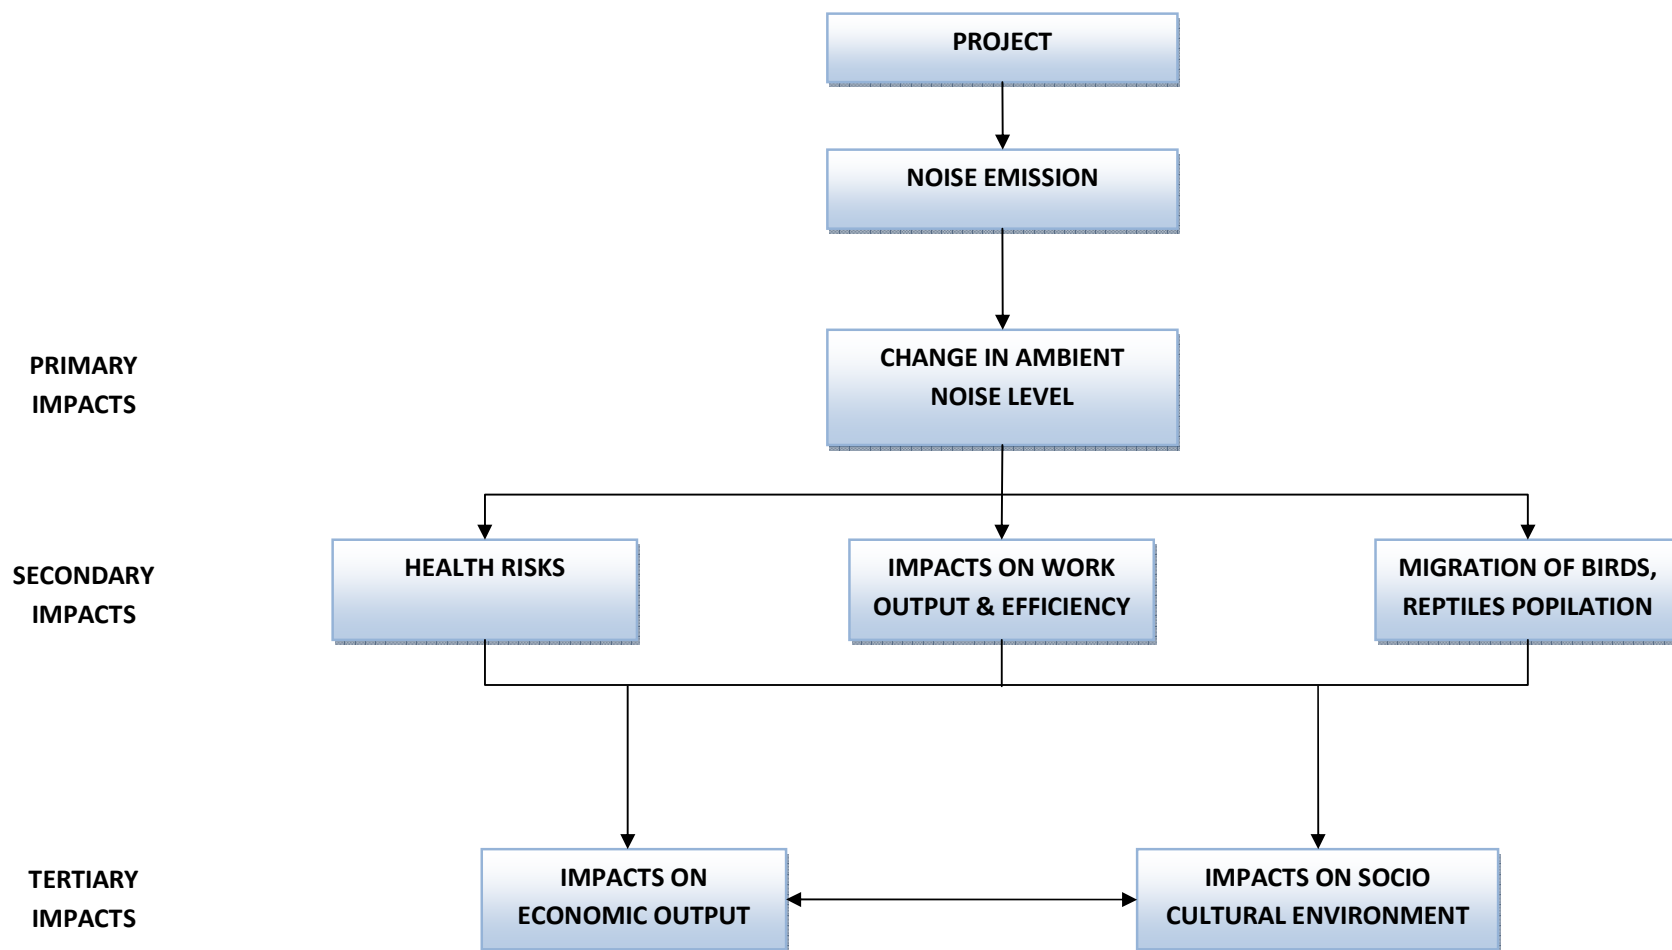 PROJECT
NOISE EMISSION
PRIMARY
IMPACTS
CHANGE IN AMBIENT
NOISE LEVEL
SECONDARY
IMPACTS
HEALTH RISKS
IMPACTS ON WORK
OUTPUT & EFFICIENCY
MIGRATION OF BIRDS,
REPTILES POPILATION
TERTIARY
IMPACTS
IMPACTS ON
ECONOMIC OUTPUT
IMPACTS ON SOCIO
CULTURAL ENVIRONMENT